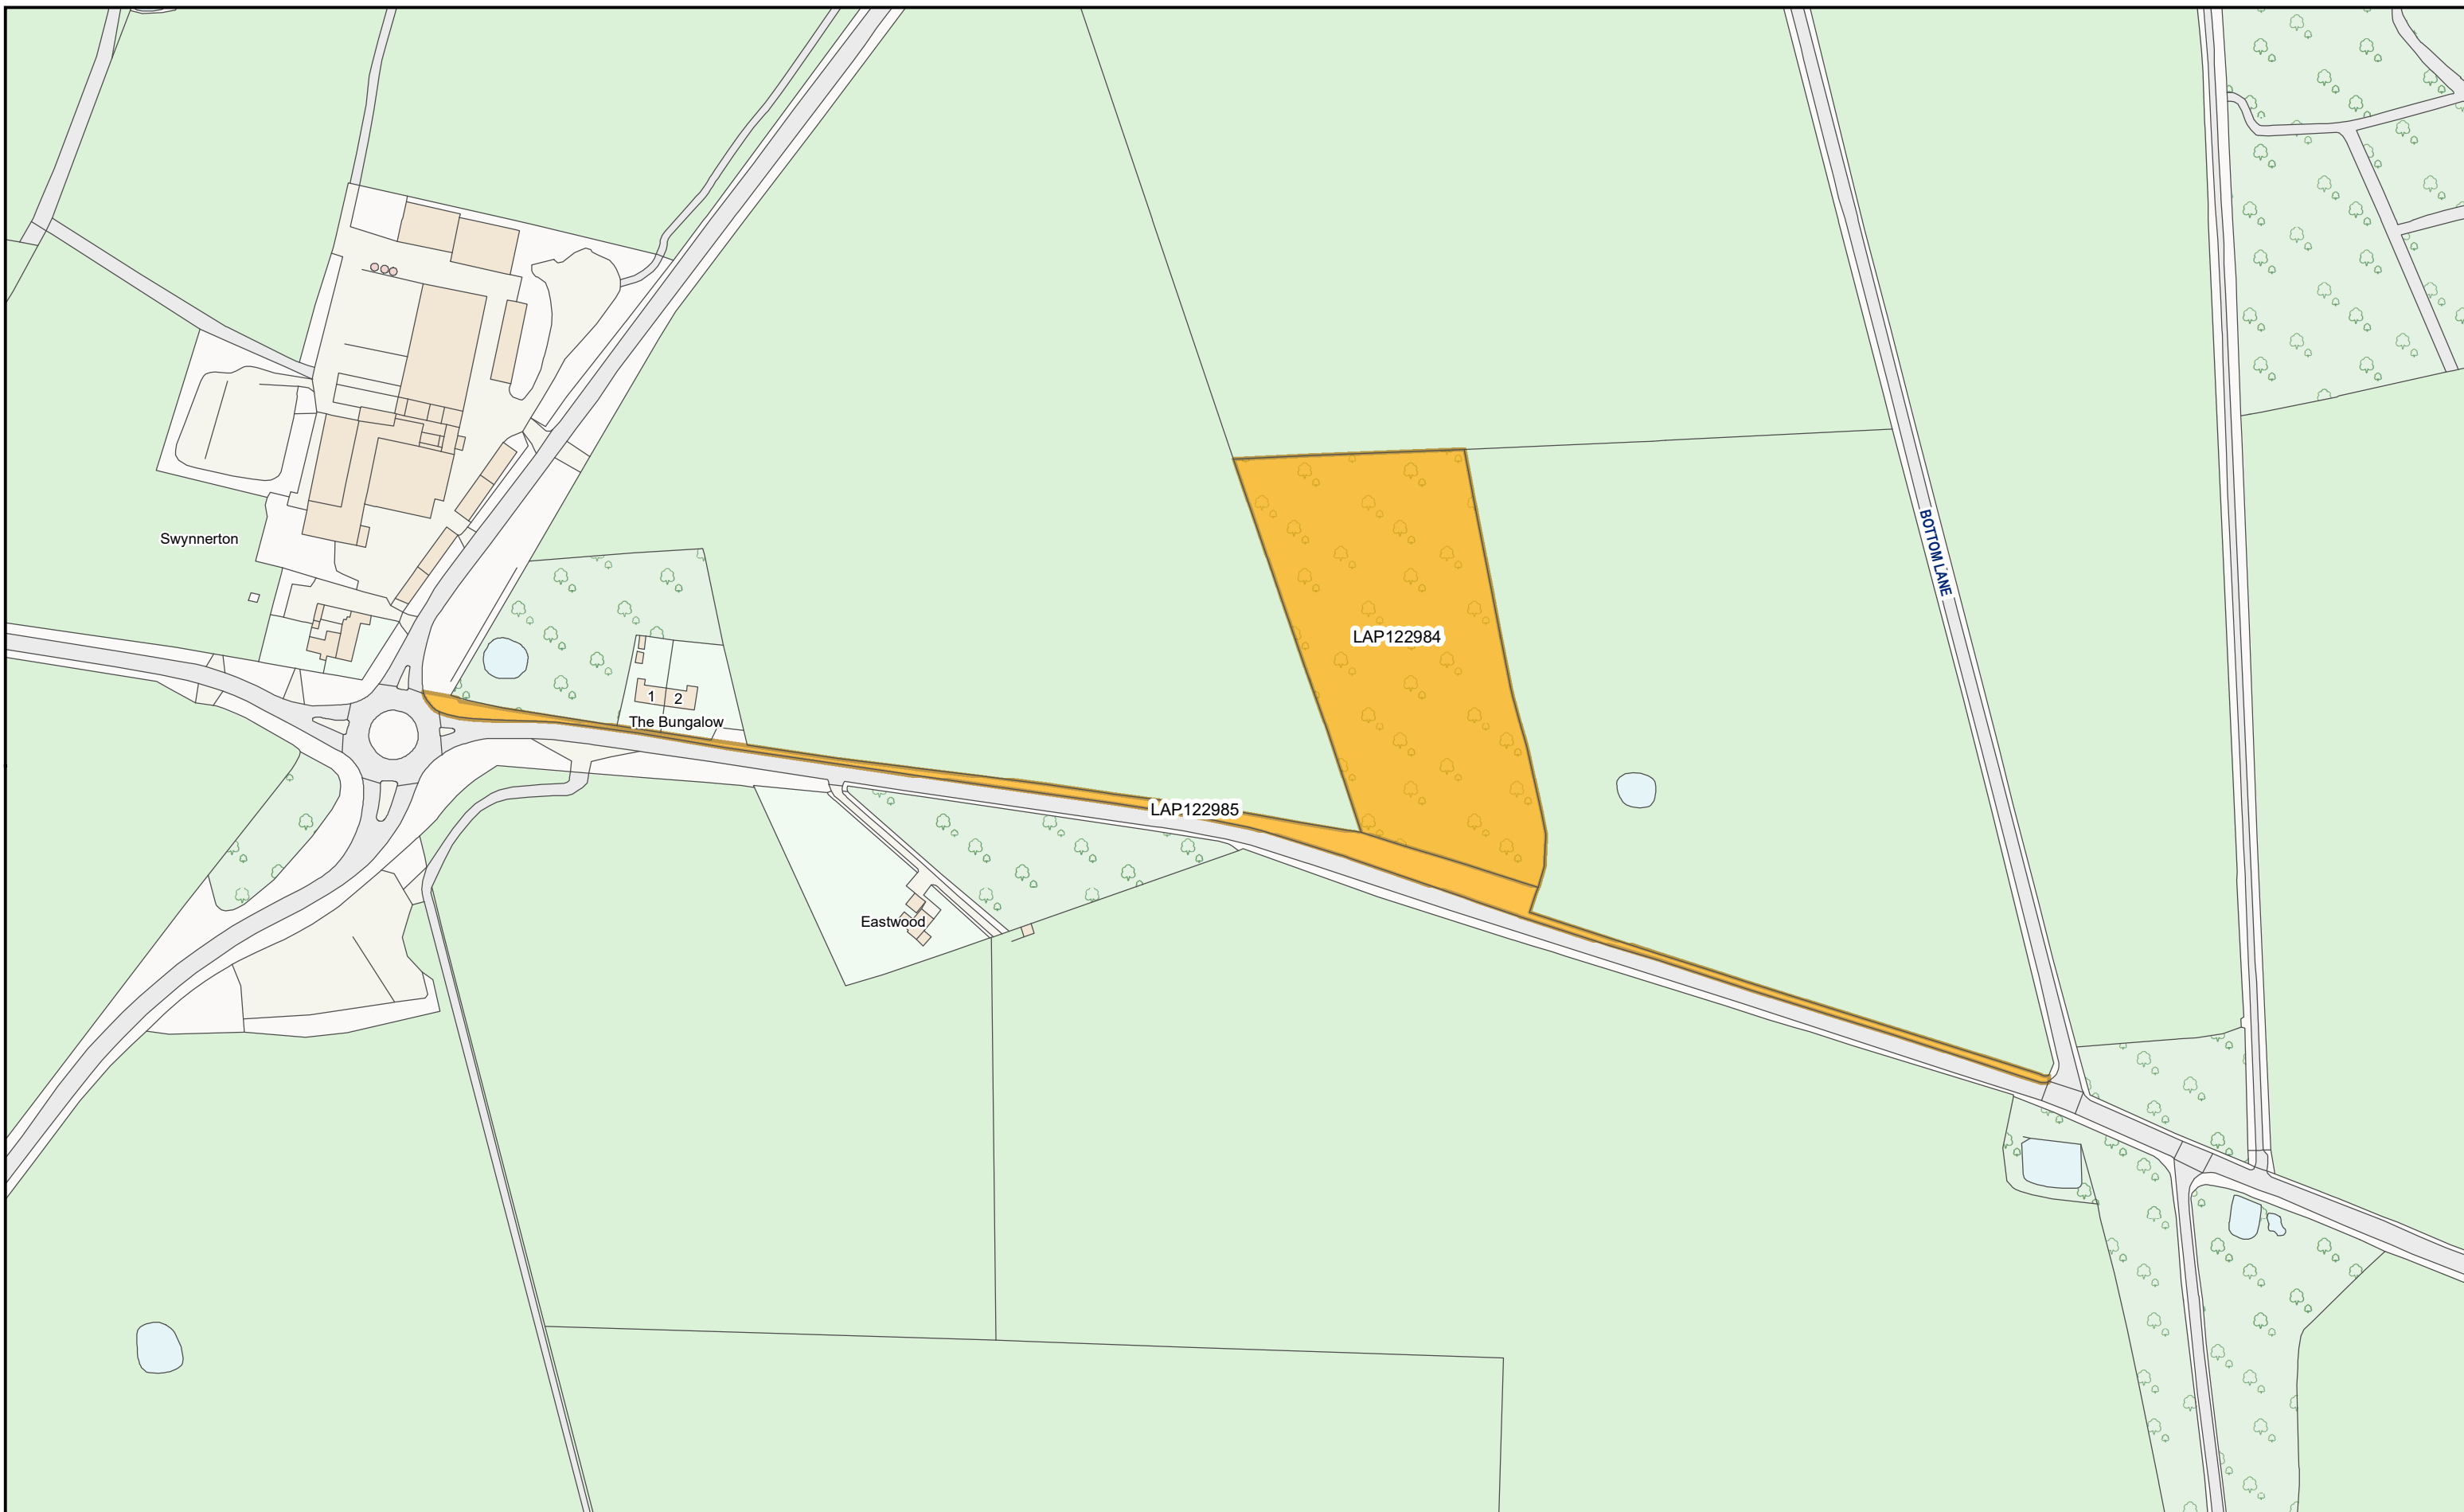 BOTTOM LANE
Swynnerton
LAP122984
1 2
The Bungalow
LAP122985
Eastwood